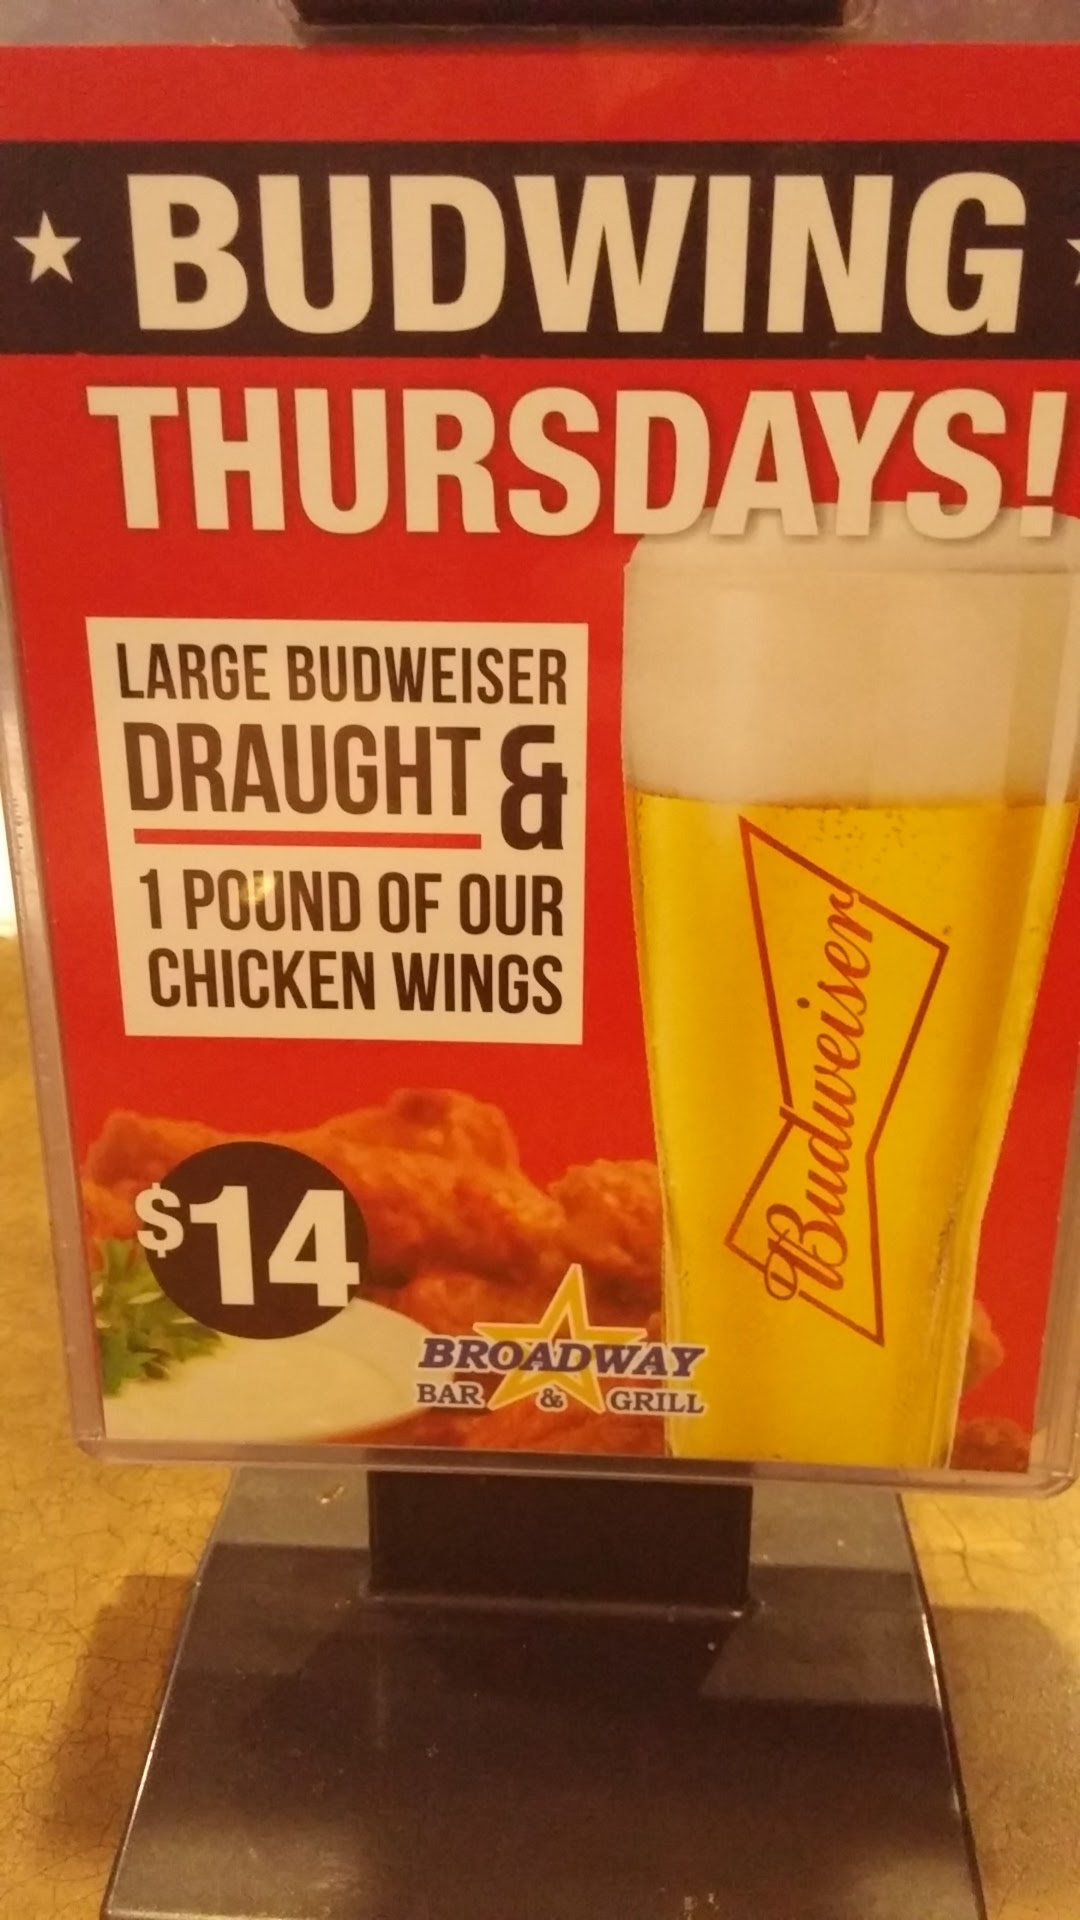 BUDWING
THURSDAYS!
LARGE BUDWEISER
DRAUGHT &
1 POUND OF OUR
CHICKEN WINGS
$14
BROADWAY
BAR & GRILL
Budweiser